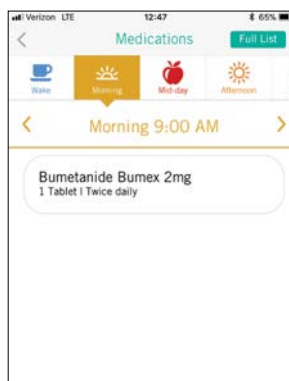 Verizon LTE 12:47 65%
Medications Full List
Wake Morning Mid-day Afternoon
Morning 9:00 AM
Bumetanide Bumex 2mg
1 Tablet | Twice daily